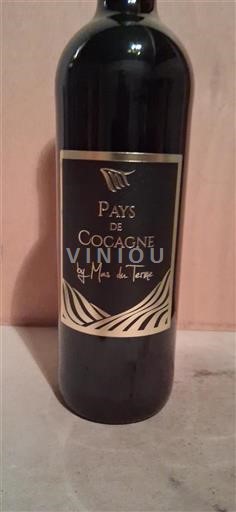 PAYS
DE
COCAGNE
VINIOU
by Mas du Terme